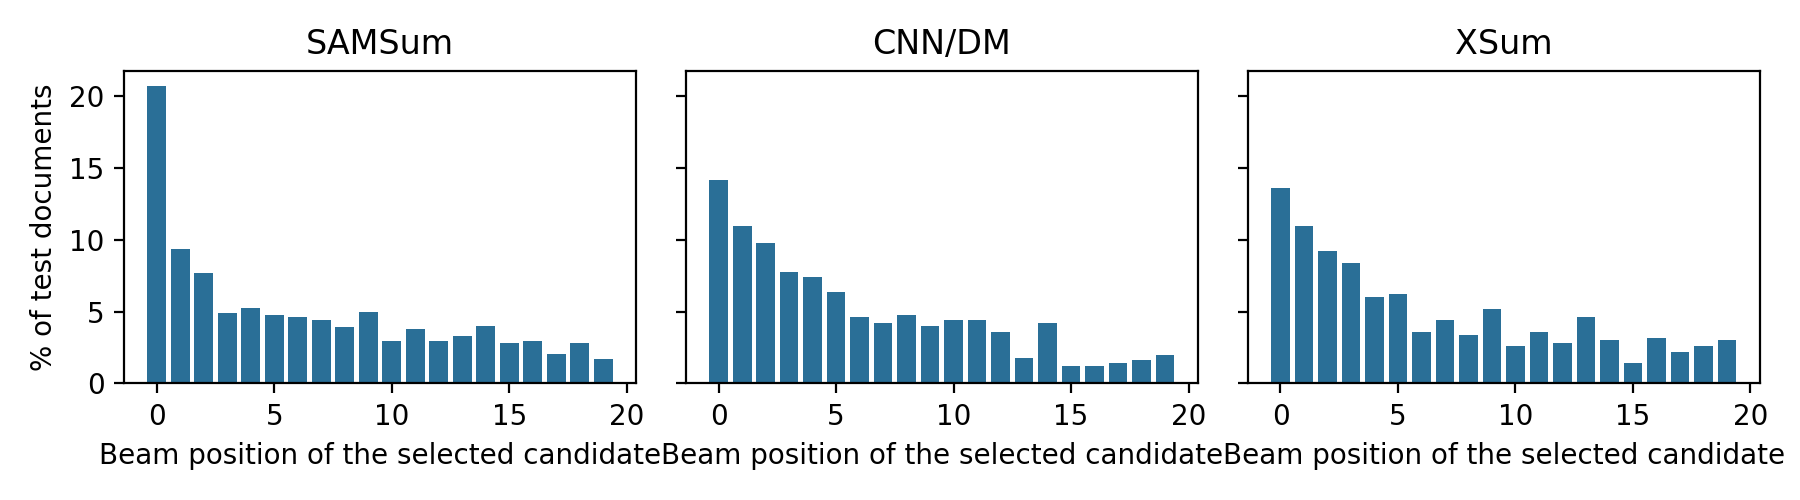 SAMSum
CNN/DM
XSum
% of test documents
20
15
10
5
0
0 5 10 15 20
0 5 10 15 20
0 5 10 15 20
Beam position of the selected candidate
Beam position of the selected candidate
Beam position of the selected candidate